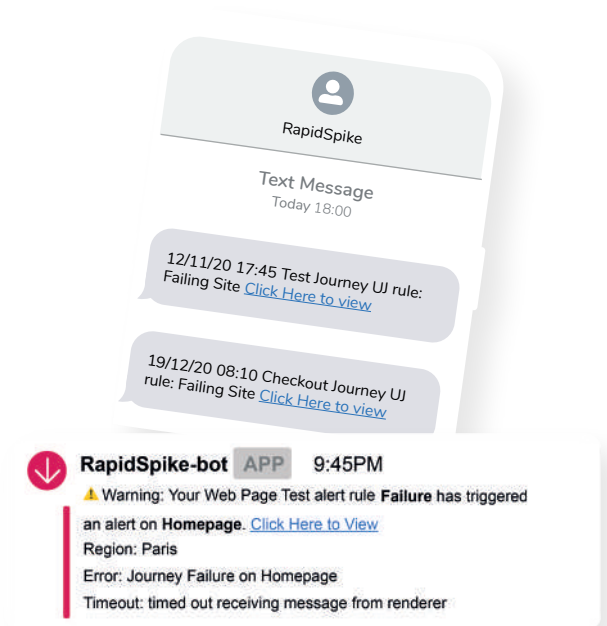 RapidSpike
Text Message
Today 18:00
12/11/20 17:45 Test Journey UJ rule:
Failing Site Click Here to view
19/12/20 08:10 Checkout Journey UJ
rule: Failing Site Click Here to view
RapidSpike-bot APP 9:45PM
⚠ Warning: Your Web Page Test alert rule Failure has triggered
an alert on Homepage. Click Here to View
Region: Paris
Error: Journey Failure on Homepage
Timeout: timed out receiving message from renderer